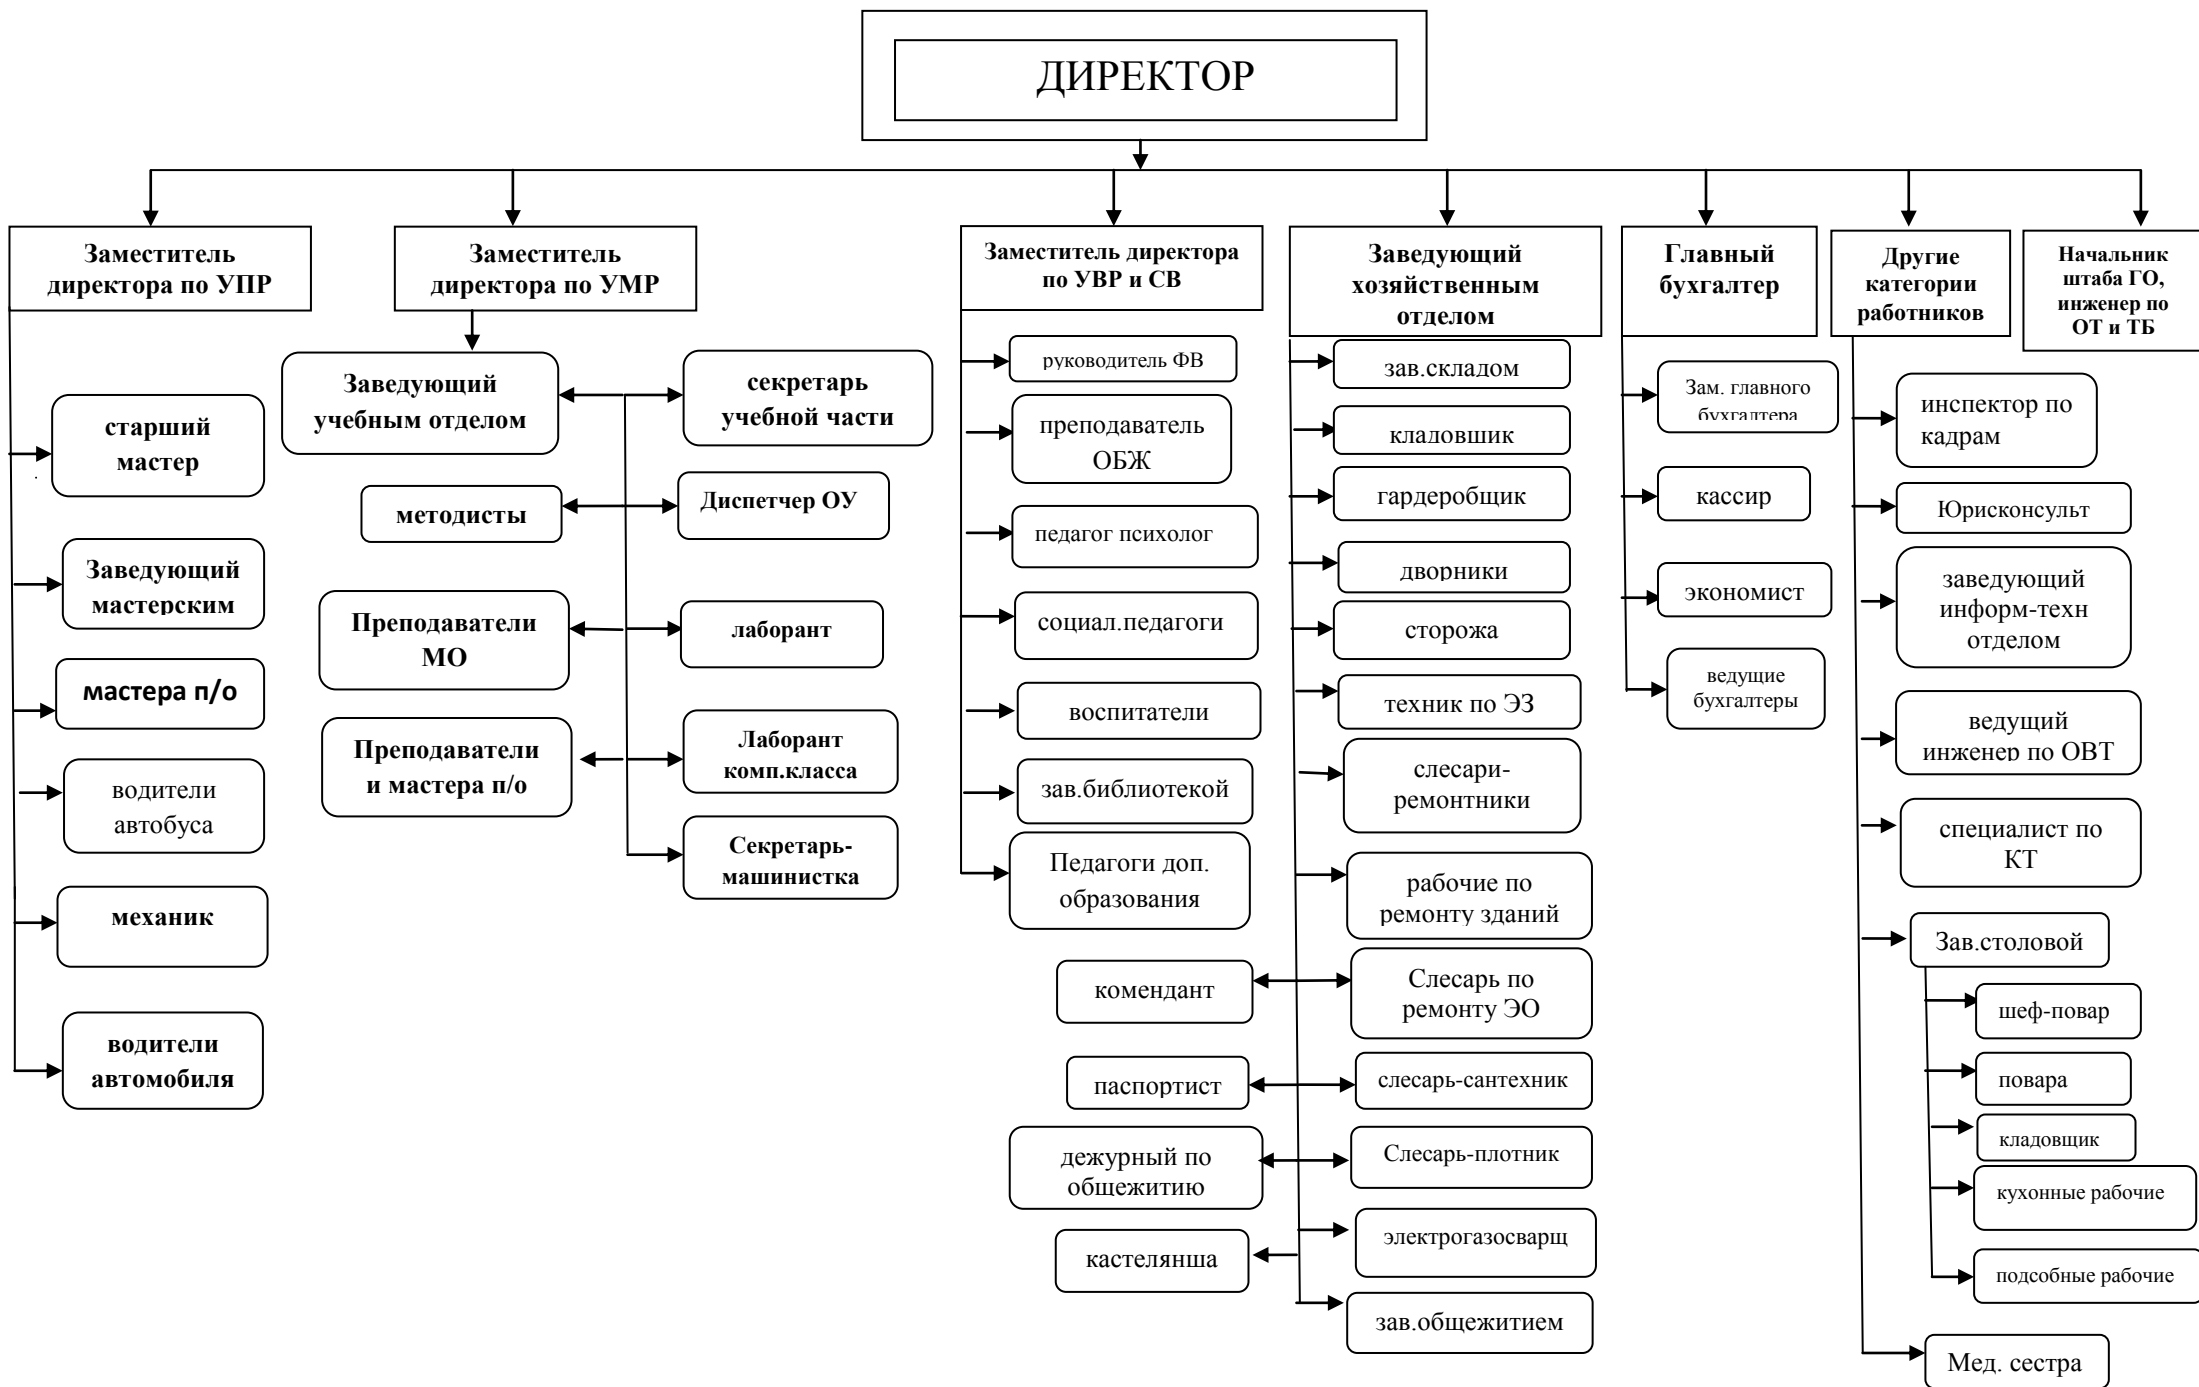 ДИРЕКТОР
Заместитель
директора по УПР
старший
мастер
Заведующий
мастерским
мастера п/о
водители
автобуса
механик
водители
автомобиля
Заместитель
директора по УМР
Заведующий
учебным отделом
секретарь
учебной части
методисты
Диспетчер ОУ
Преподаватели
МО
лаборант
Преподаватели
и мастера п/о
Лаборант
комп.класса
Секретарь-
машинистка
Заместитель директора
по УВР и СВ
руководитель ФВ
преподаватель
ОБЖ
педагог психолог
социал.педагоги
воспитатели
зав.библиотекой
Педагоги доп.
образования
Заведующий
хозяйственным
отделом
зав.складом
кладовщик
гардеробщик
дворники
сторожа
техник по ЭЗ
слесари-
ремонтники
рабочие по
ремонту зданий
комендант
Слесарь по
ремонту ЭО
паспортист
слесарь-сантехник
дежурный по
общежитию
Слесарь-плотник
кастелянша
электрогазосварщ
зав.общежитием
Главный
бухгалтер
Зам. главного
бухгалтера
кассир
экономист
ведущие
бухгалтеры
Другие
категории
работников
инспектор по
кадрам
Юрисконсульт
заведующий
информ-техн
отделом
ведущий
инженер по ОВТ
специалист по
КТ
Зав.столовой
шеф-повар
повара
кладовщик
кухонные рабочие
подсобные рабочие
Мед. сестра
Начальник
штаба ГО,
инженер по
ОТ и ТБ